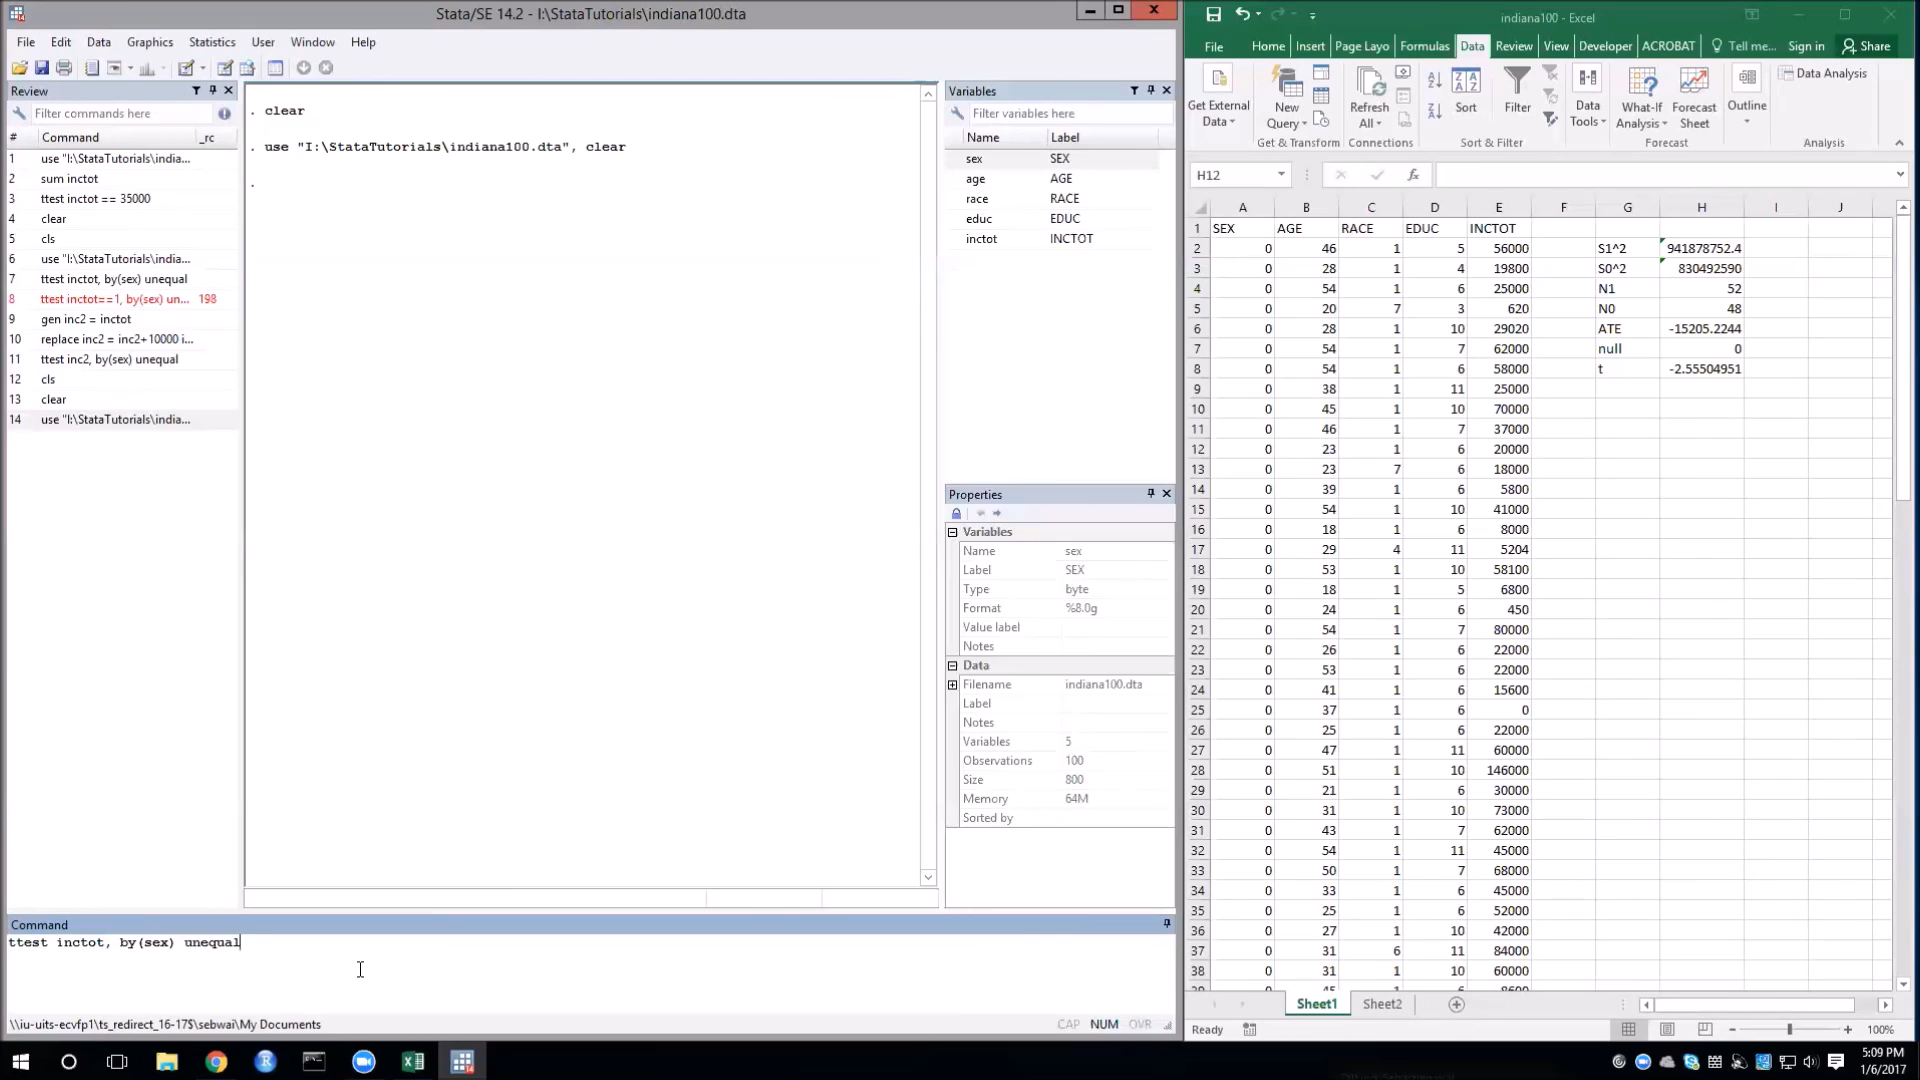 Stata/SE 14.2 - I:\StataTutorials\indiana100.dta
File Edit Data Graphics Statistics User Window Help
Review
Filter commands here
# Command _rc
1 use "I:\StataTutorials\india...
2 sum inctot
3 ttest inctot == 35000
4 clear
5 cls
6 use "I:\StataTutorials\india...
7 ttest inctot, by(sex) unequal
8 ttest inctot==1, by(sex) un... 198
9 gen inc2 = inctot
10 replace inc2 = inc2+10000 i...
11 ttest inc2, by(sex) unequal
12 cls
13 clear
14 use "I:\StataTutorials\india...
. clear
. use "I:\StataTutorials\indiana100.dta", clear
.
Variables
Filter variables here
Name Label
sex SEX
age AGE
race RACE
educ EDUC
inctot INCTOT
Properties
Variables
Name sex
Label SEX
Type byte
Format %8.0g
Value label
Notes
Data
Filename indiana100.dta
Label
Notes
Variables 5
Observations 100
Size 800
Memory 64M
Sorted by
Command
ttest inctot, by(sex) unequal
\\iu-uits-ecvfp1\ts_redirect_16-17$\sebwai\My Documents
CAP NUM OVR
indiana100 - Excel
File Home Insert Page Layo Formulas Data Review View Developer ACROBAT Tell me... Sign in Share
Get External Data
New Query
Refresh All
Sort
Filter
Data Tools
What-If Analysis
Forecast Sheet
Outline
Data Analysis
Get & Transform Connections Sort & Filter Forecast Analysis
H12
A B C D E F G H I J
1 SEX AGE RACE EDUC INCTOT
2 0 46 1 5 56000 S1^2 941878752.4
3 0 28 1 4 19800 S0^2 830492590
4 0 54 1 6 25000 N1 52
5 0 20 7 3 620 N0 48
6 0 28 1 10 29020 ATE -15205.2244
7 0 54 1 7 62000 null 0
8 0 54 1 6 58000 t -2.55504951
9 0 38 1 11 25000
10 0 45 1 10 70000
11 0 46 1 7 37000
12 0 23 1 6 20000
13 0 23 7 6 18000
14 0 39 1 6 5800
15 0 54 1 10 41000
16 0 18 1 6 8000
17 0 29 4 11 5204
18 0 53 1 10 58100
19 0 18 1 5 6800
20 0 24 1 6 450
21 0 54 1 7 80000
22 0 26 1 6 22000
23 0 53 1 6 22000
24 0 41 1 6 15600
25 0 37 1 6 0
26 0 25 1 6 22000
27 0 47 1 11 60000
28 0 51 1 10 146000
29 0 21 1 6 30000
30 0 31 1 10 73000
31 0 43 1 7 62000
32 0 54 1 11 45000
33 0 50 1 7 68000
34 0 33 1 6 45000
35 0 25 1 6 52000
36 0 27 1 10 42000
37 0 31 6 11 84000
38 0 31 1 10 60000
Sheet1 Sheet2
Ready 100%
5:09 PM
1/6/2017